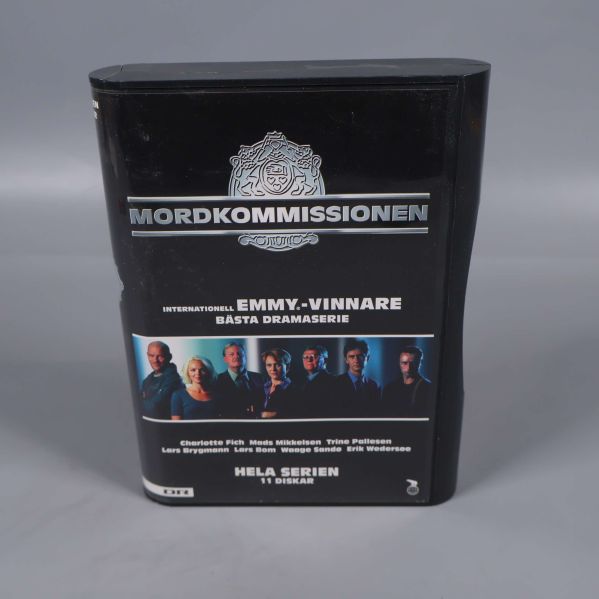 MORDKOMMISSIONEN
INTERNATIONELL EMMY®-VINNARE
BÄSTA DRAMASERIE
Charlotte Fich Mads Mikkelsen Trine Pallesen
Lars Brygmann Lars Bom Waage Sandø Erik Wedersøe
HELA SERIEN
11 DISKAR
DR